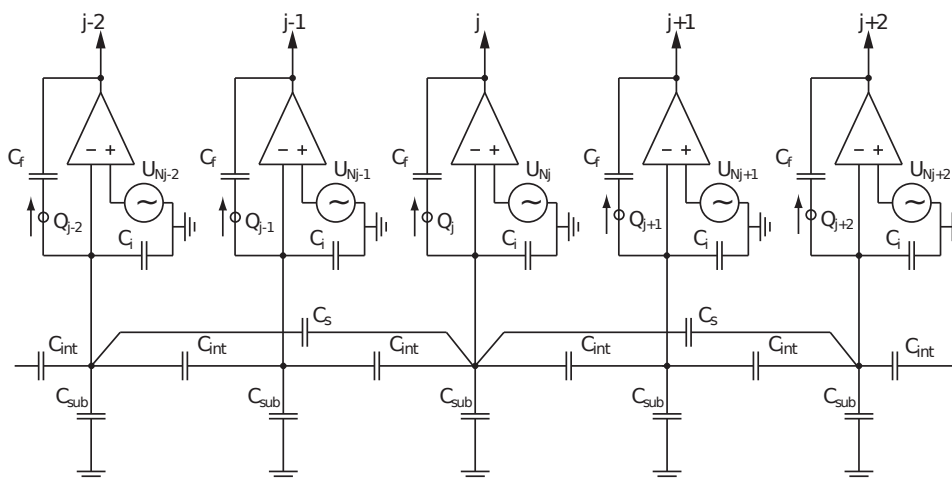 j-2 j-1 j j+1 j+2
C_f C_f C_f C_f C_f
U_Nj-2 U_Nj-1 U_Nj U_Nj+1 U_Nj+2
- + - + - + - + - +
~ ~ ~ ~ ~
Q_j-2 Q_j-1 Q_j Q_j+1 Q_j+2
C_i C_i C_i C_i C_i
C_s C_s
C_int C_int C_int C_int C_int C_int
C_sub C_sub C_sub C_sub C_sub